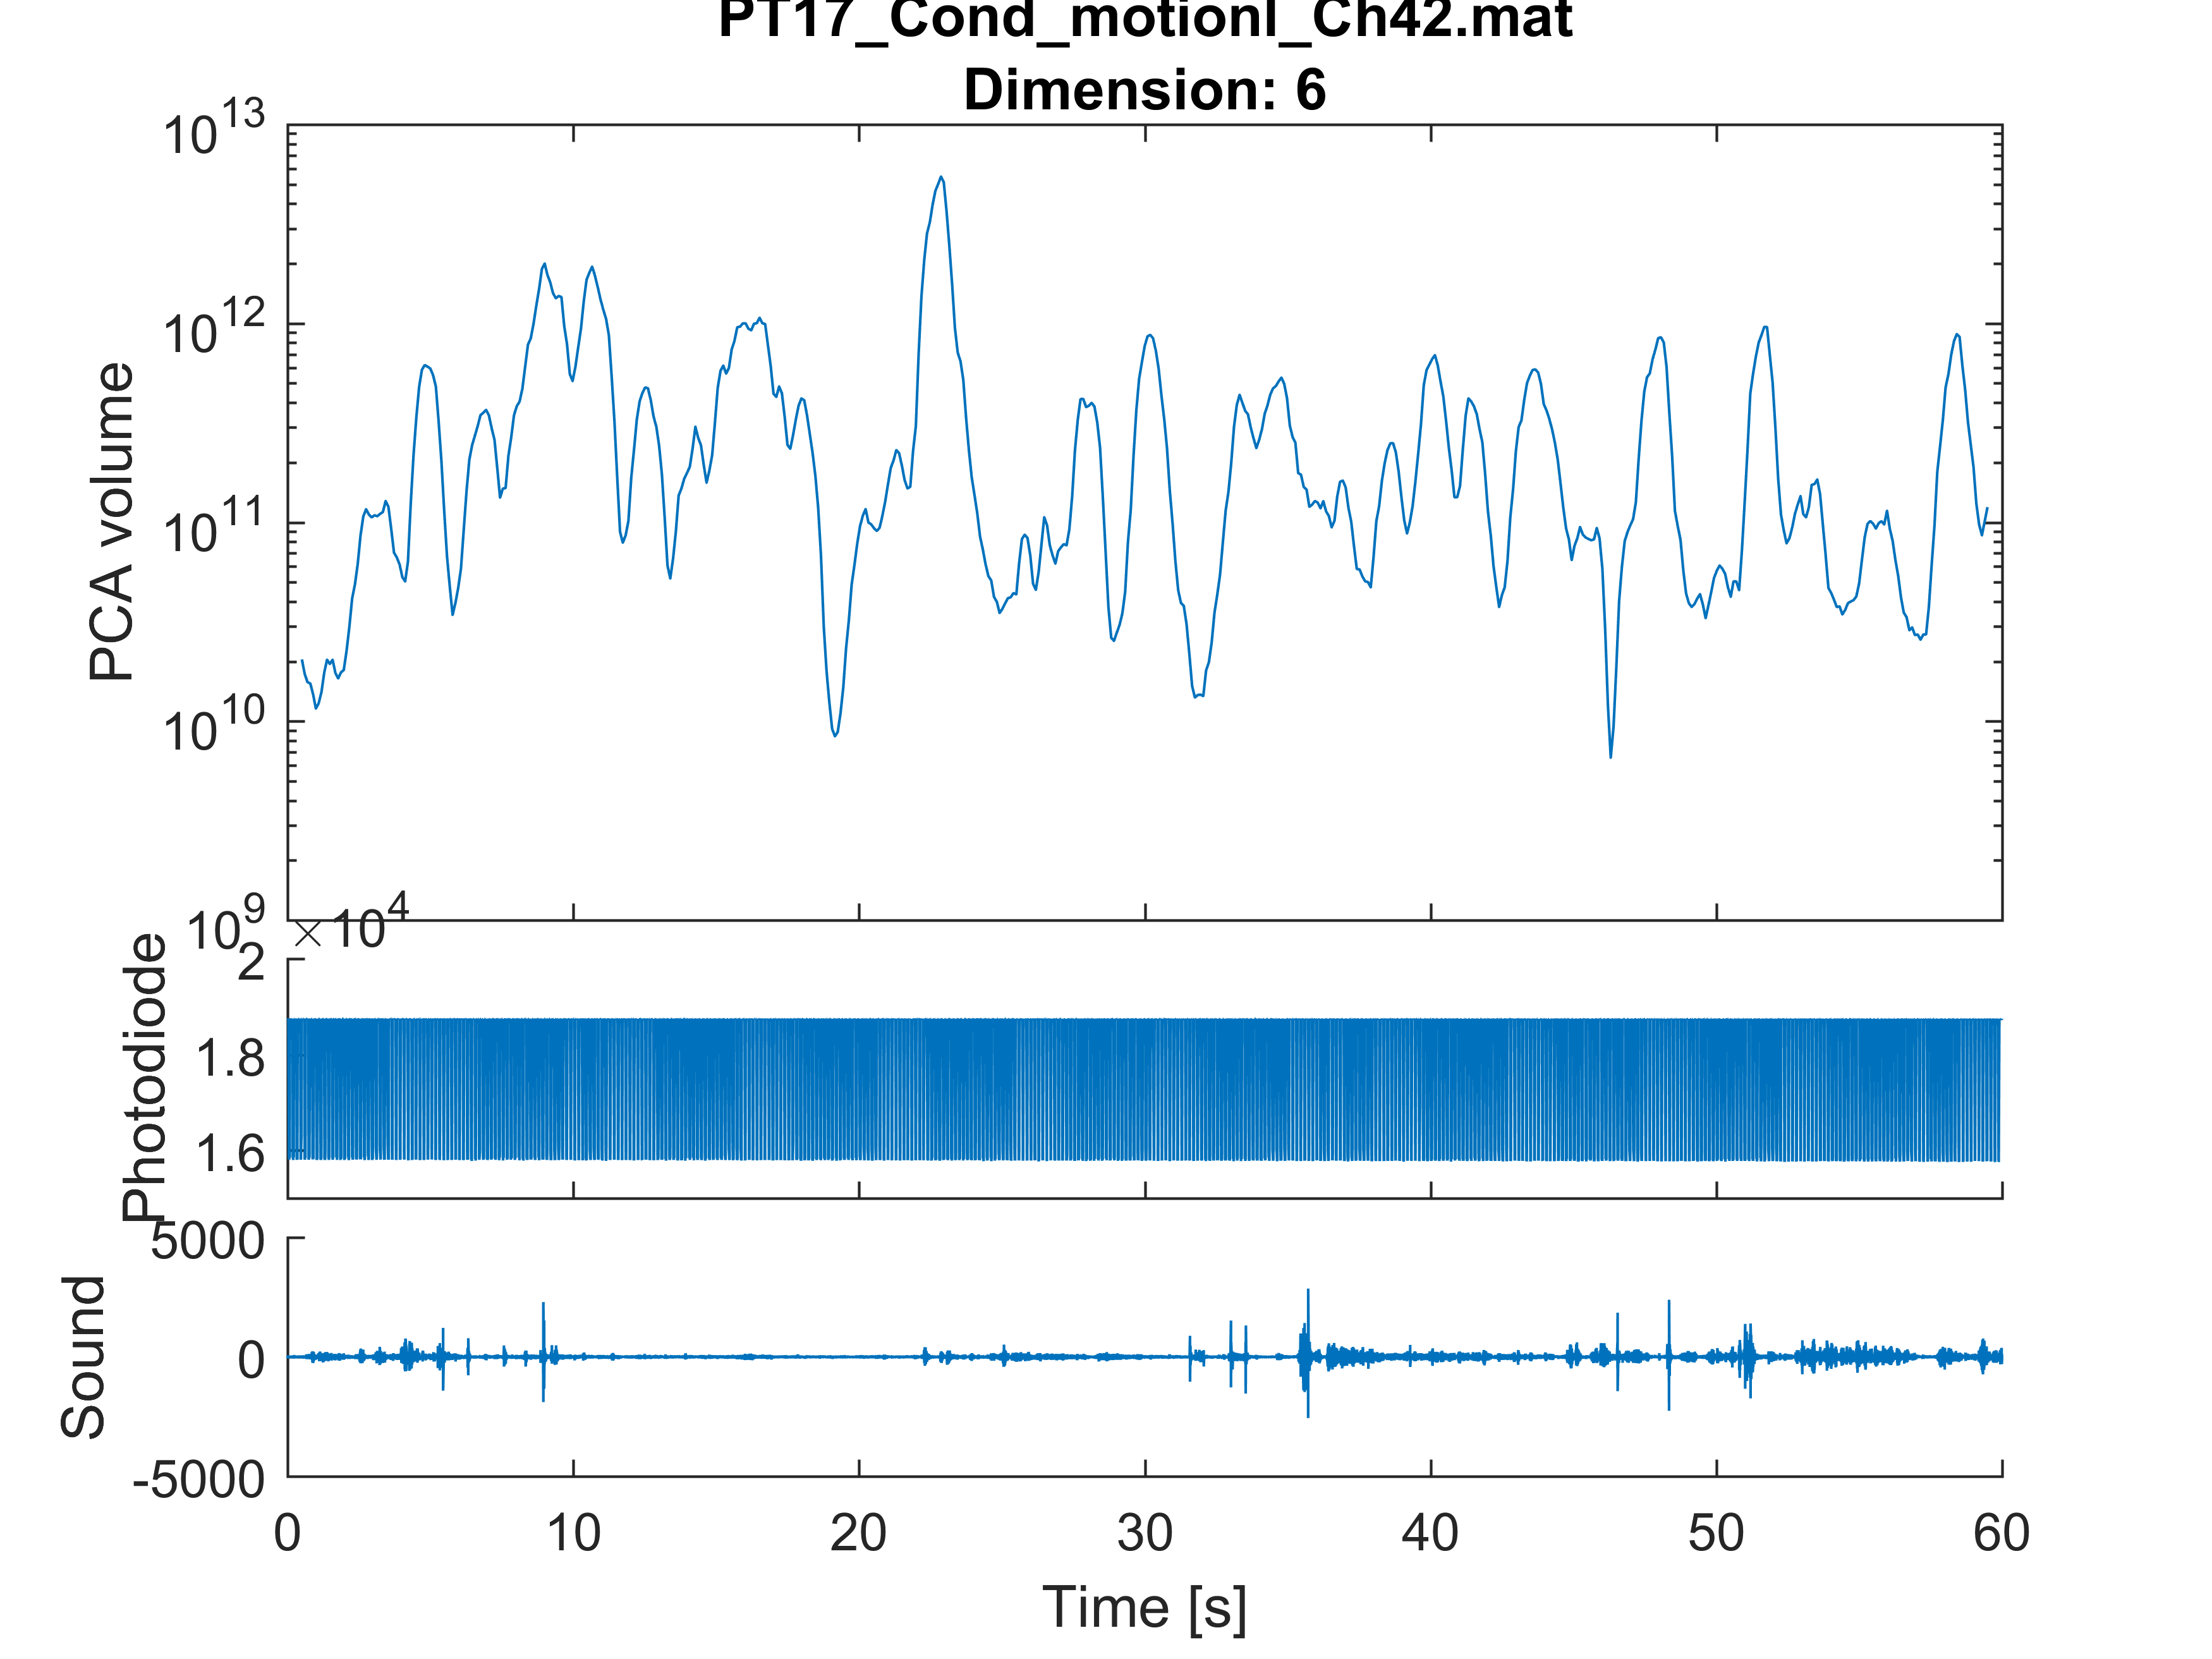 PT17_Cond_motionI_Ch42.mat
Dimension: 6
10^13
10^12
10^11
10^10
10^9
PCA volume
× 10^4
2
1.8
1.6
Photodiode
5000
0
-5000
Sound
0 10 20 30 40 50 60
Time [s]